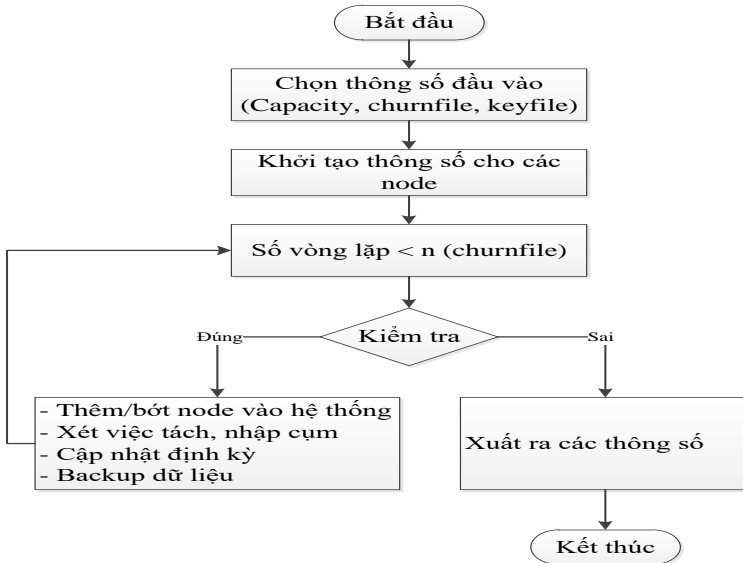 Bắt đầu
Chọn thông số đầu vào
(Capacity, churnfile, keyfile)
Khởi tạo thông số cho các
node
Số vòng lặp < n (churnfile)
Kiểm tra
Đúng
Sai
- Thêm/bớt node vào hệ thống
- Xét việc tách, nhập cụm
- Cập nhật định kỳ
- Backup dữ liệu
Xuất ra các thông số
Kết thúc